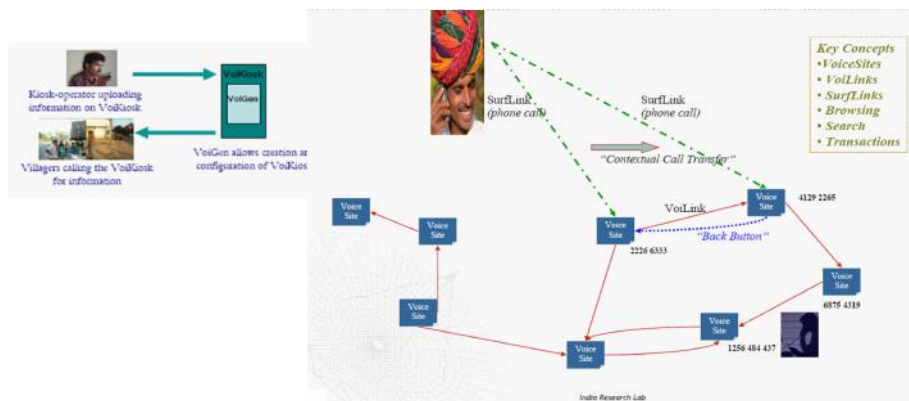 Kiosk-operator uploading
information on VoiKiosk
VoiKiosk
VoiGen
Villagers calling the VoiKiosk
for information
VoiGen allows creation an
configuration of VoiKios
SurfLink
(phone call)
SurfLink
(phone call)
"Contextual Call Transfer"
Key Concepts
•VoiceSites
• VoiLinks
• SurfLinks
• Browsing
• Search
• Transactions
Voice
Site
Voice
Site
Voice
Site
2226 6333
VoiLink
"Back Button"
Voice
Site
4129 2265
Voice
Site
6875 4319
Voice
Site
Voice
Site
1256 484 437
Voice
Site
India Research Lab